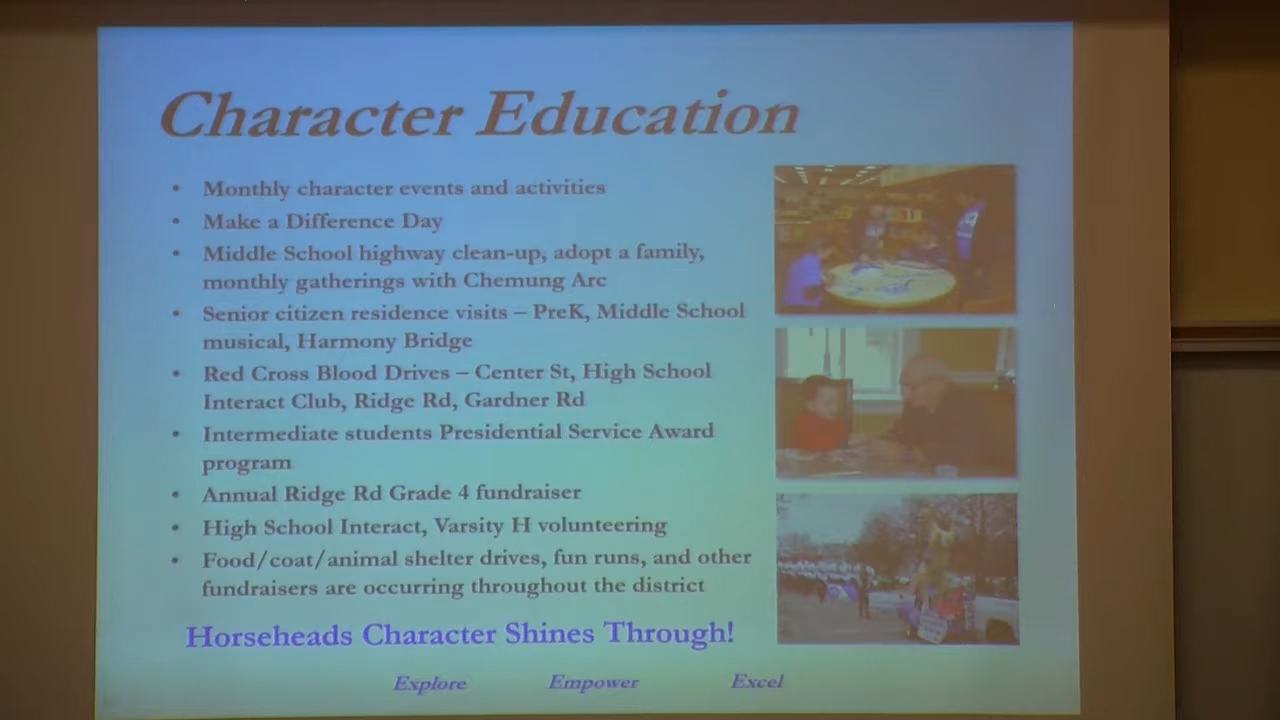 Character Education
• Monthly character events and activities
• Make a Difference Day
• Middle School highway clean-up, adopt a family,
monthly gatherings with Chemung Arc
• Senior citizen residence visits – PreK, Middle School
musical, Harmony Bridge
• Red Cross Blood Drives – Center St, High School
Interact Club, Ridge Rd, Gardner Rd
• Intermediate students Presidential Service Award
program
• Annual Ridge Rd Grade 4 fundraiser
• High School Interact, Varsity H volunteering
• Food/coat/animal shelter drives, fun runs, and other
fundraisers are occurring throughout the district
Horseheads Character Shines Through!
Explore Empower Excel